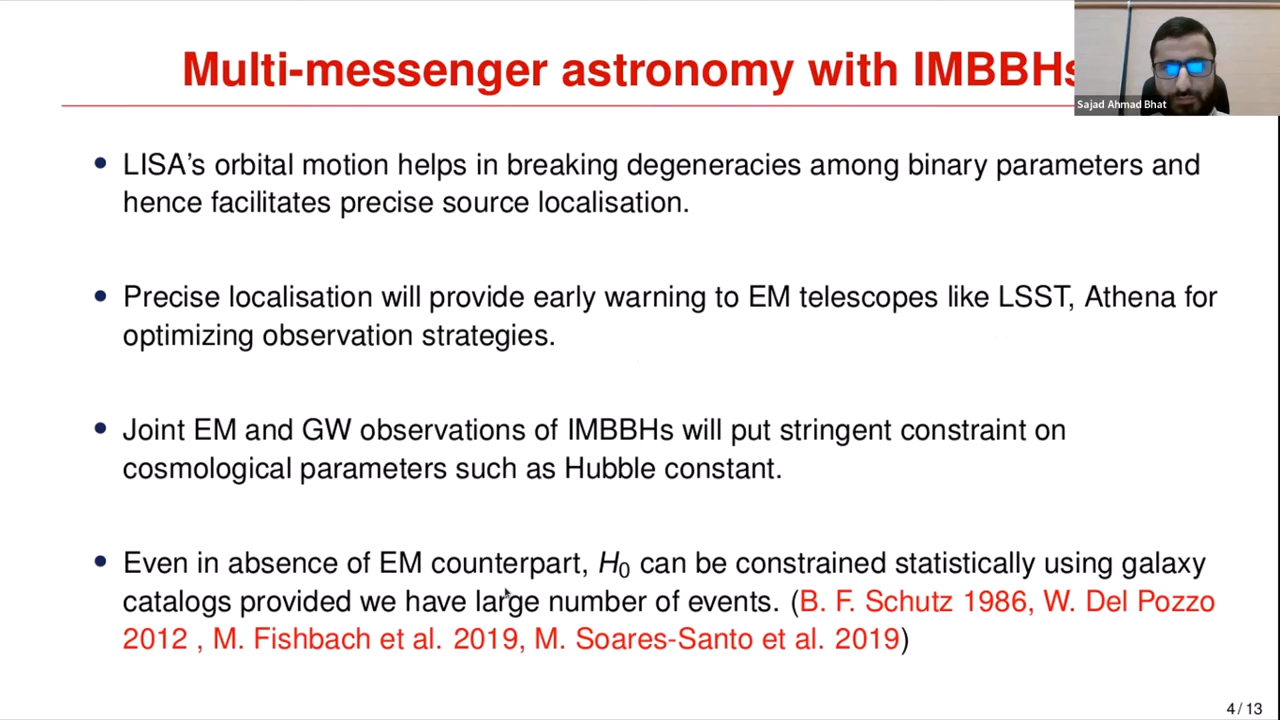 Multi-messenger astronomy with IMBBHs
Sajad Ahmad Bhat
• LISA’s orbital motion helps in breaking degeneracies among binary parameters and
hence facilitates precise source localisation.
• Precise localisation will provide early warning to EM telescopes like LSST, Athena for
optimizing observation strategies.
• Joint EM and GW observations of IMBBHs will put stringent constraint on
cosmological parameters such as Hubble constant.
• Even in absence of EM counterpart, H₀ can be constrained statistically using galaxy
catalogs provided we have large number of events. (B. F. Schutz 1986, W. Del Pozzo
2012 , M. Fishbach et al. 2019, M. Soares-Santo et al. 2019)
4 / 13